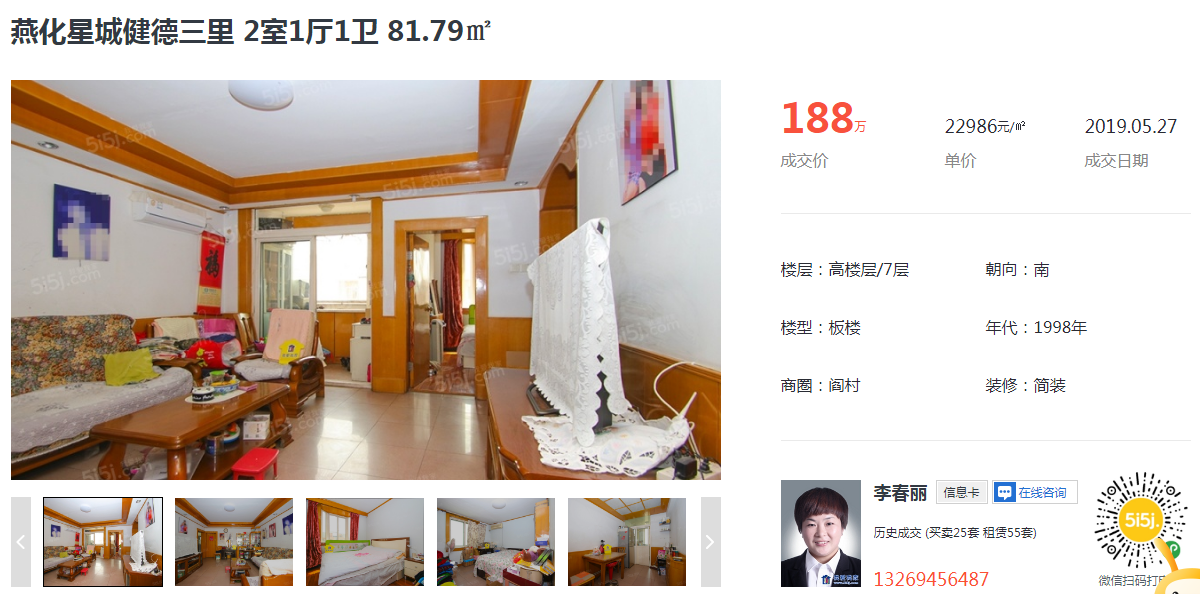 燕化星城健德三里 2室1厅1卫 81.79㎡
5i5j.com
福
188万
22986元/㎡
2019.05.27
成交价
单价
成交日期
楼层：高楼层/7层
朝向：南
楼型：板楼
年代：1998年
商圈：阎村
装修：简装
李春丽
信息卡
在线咨询
历史成交 (买卖25套 租赁55套)
13269456487
5i5j.
微信扫码打